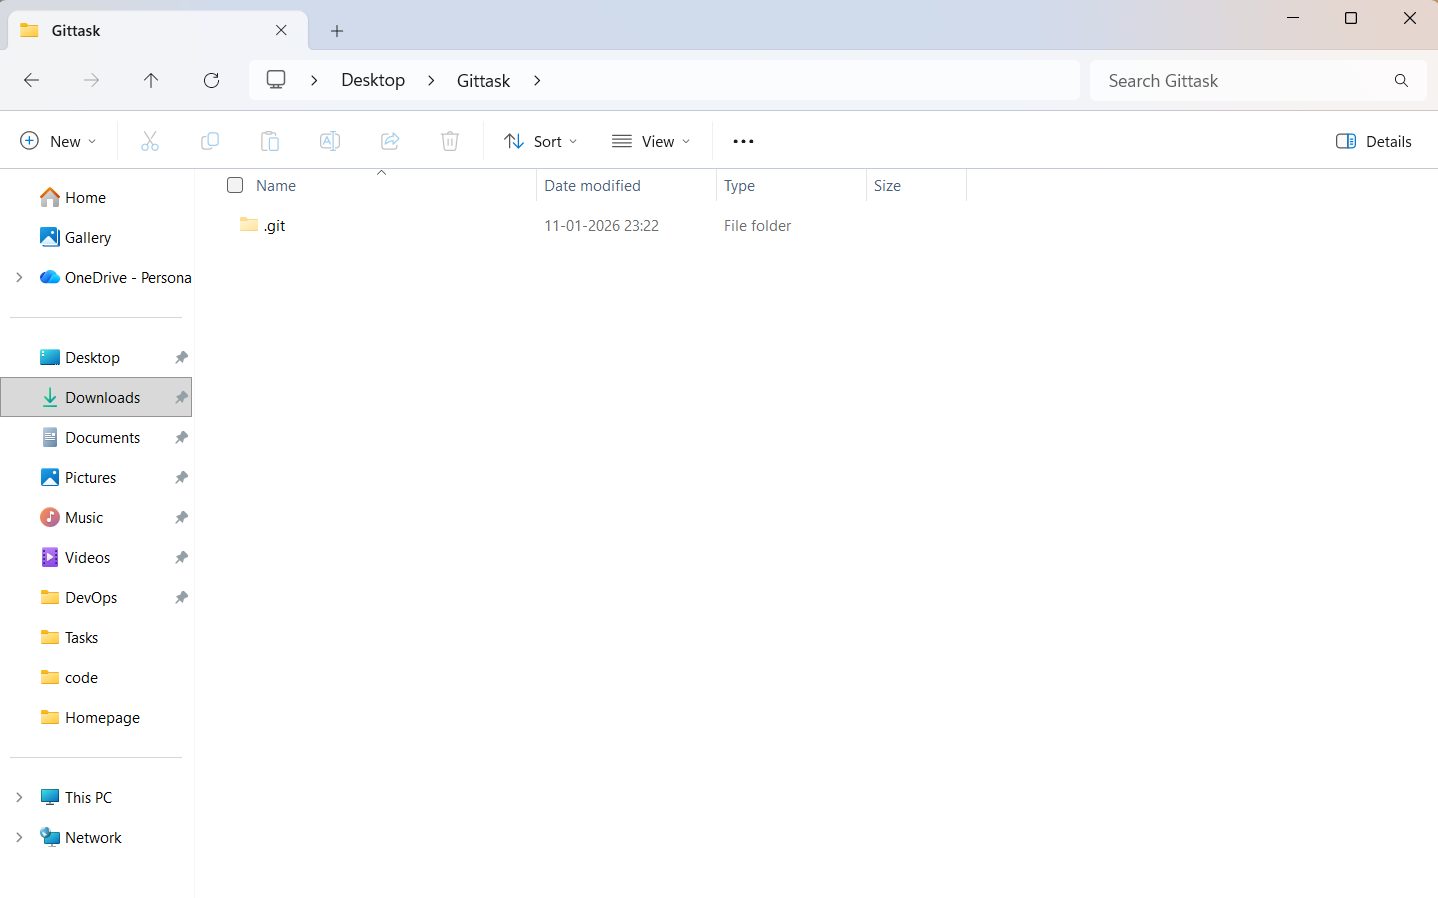 Gittask
Desktop > Gittask >
Search Gittask
New
Sort
View
Details
Name
Date modified
Type
Size
.git
11-01-2026 23:22
File folder
Home
Gallery
OneDrive - Persona
Desktop
Downloads
Documents
Pictures
Music
Videos
DevOps
Tasks
code
Homepage
This PC
Network